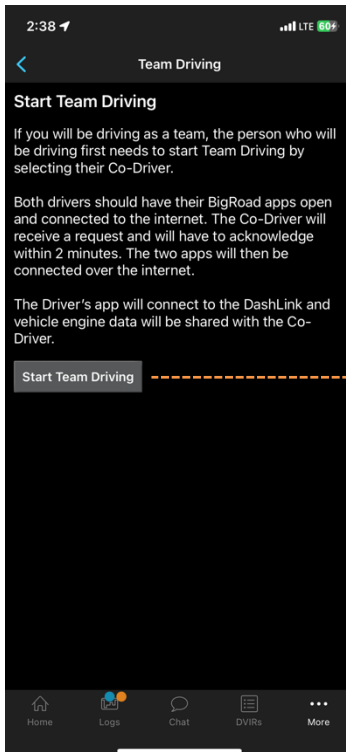 2:38
LTE 60
Team Driving
Start Team Driving
If you will be driving as a team, the person who will
be driving first needs to start Team Driving by
selecting their Co-Driver.
Both drivers should have their BigRoad apps open
and connected to the internet. The Co-Driver will
receive a request and will have to acknowledge
within 2 minutes. The two apps will then be
connected over the internet.
The Driver's app will connect to the DashLink and
vehicle engine data will be shared with the Co-
Driver.
Start Team Driving
Home Logs Chat DVIRs More